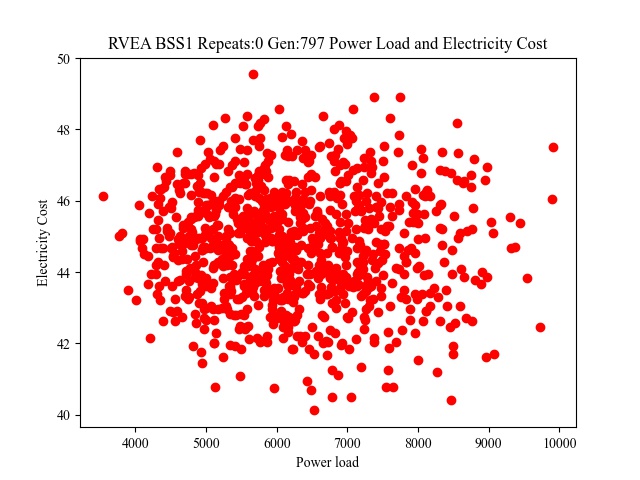 RVEA BSS1 Repeats:0 Gen:797 Power Load and Electricity Cost
50
48
46
44
42
40
Electricity Cost
4000 5000 6000 7000 8000 9000 10000
Power load